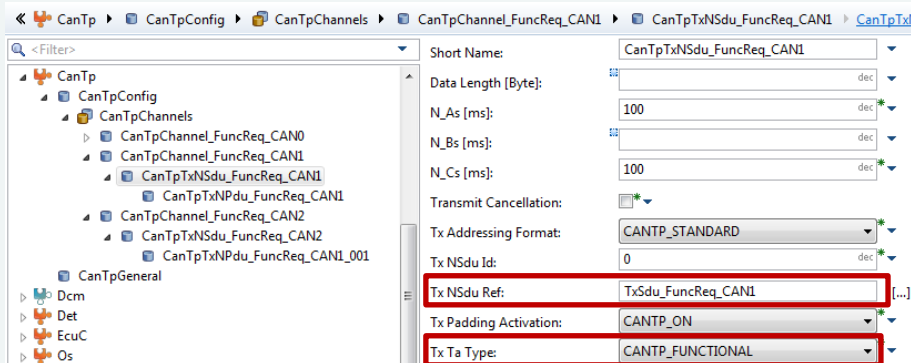 « CanTp ▸ CanTpConfig ▸ CanTpChannels ▸ CanTpChannel_FuncReq_CAN1 ▸ CanTpTxNSdu_FuncReq_CAN1 ▸ CanTpTxI
<Filter>
CanTp
CanTpConfig
CanTpChannels
CanTpChannel_FuncReq_CAN0
CanTpChannel_FuncReq_CAN1
CanTpTxNSdu_FuncReq_CAN1
CanTpTxNPdu_FuncReq_CAN1
CanTpChannel_FuncReq_CAN2
CanTpTxNSdu_FuncReq_CAN2
CanTpTxNPdu_FuncReq_CAN1_001
CanTpGeneral
Dcm
Det
EcuC
Os
Short Name: CanTpTxNSdu_FuncReq_CAN1
Data Length [Byte]: dec
N_As [ms]: 100 dec *
N_Bs [ms]: dec
N_Cs [ms]: 100 dec *
Transmit Cancellation: *
Tx Addressing Format: CANTP_STANDARD *
Tx NSdu Id: 0 dec *
Tx NSdu Ref: TxSdu_FuncReq_CAN1 [...]
Tx Padding Activation: CANTP_ON *
Tx Ta Type: CANTP_FUNCTIONAL *